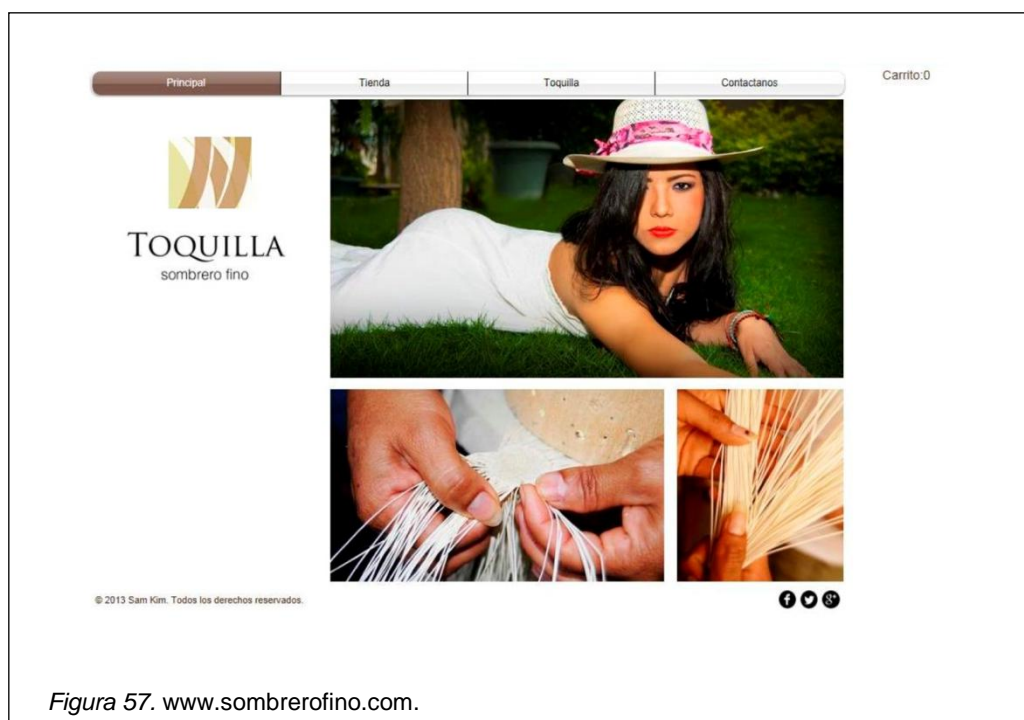 Principal
Tienda
Toquilla
Contactanos
Carrito:0
TOQUILLA
sombrero fino
© 2013 Sam Kim. Todos los derechos reservados.
Figura 57. www.sombrerofino.com.